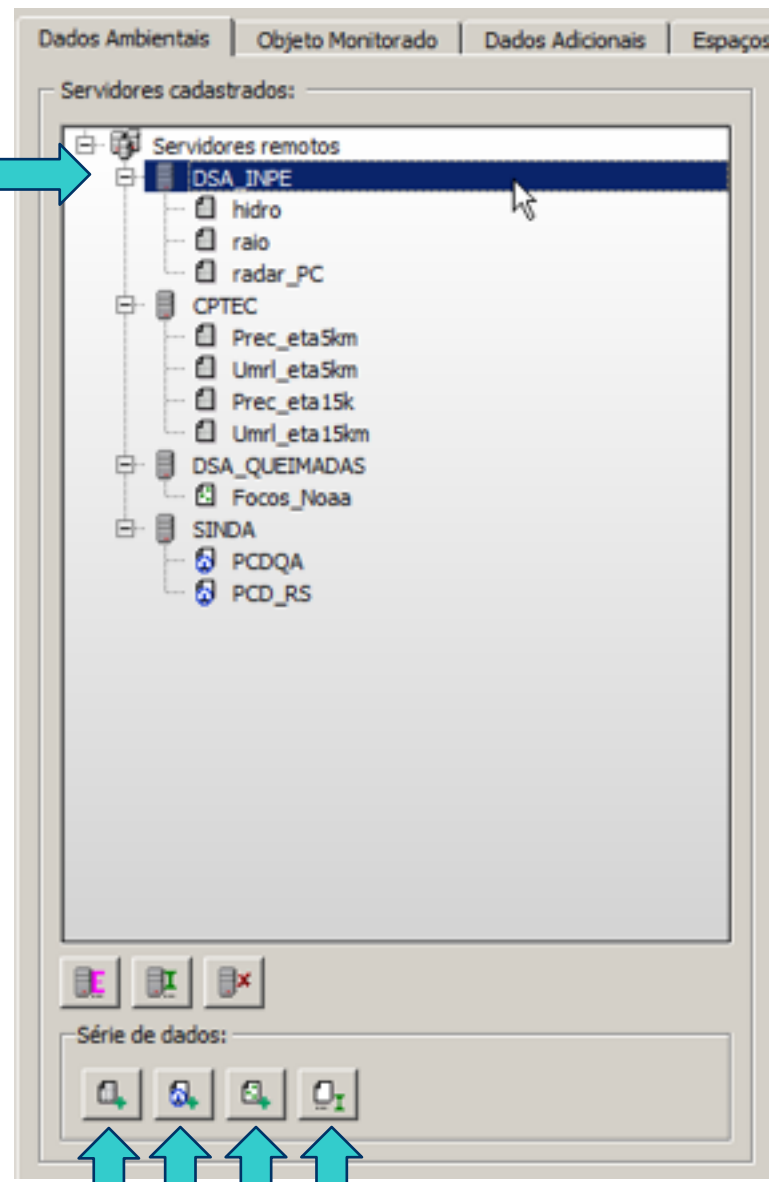 Dados Ambientais Objeto Monitorado Dados Adicionais Espaços
Servidores cadastrados:
Servidores remotos
DSA_INPE
hidro
raio
radar_PC
CPTEC
Prec_eta5km
Umrl_eta5km
Prec_eta15k
Umrl_eta15km
DSA_QUEIMADAS
Focos_Noaa
SINDA
PCDQA
PCD_RS
Série de dados: